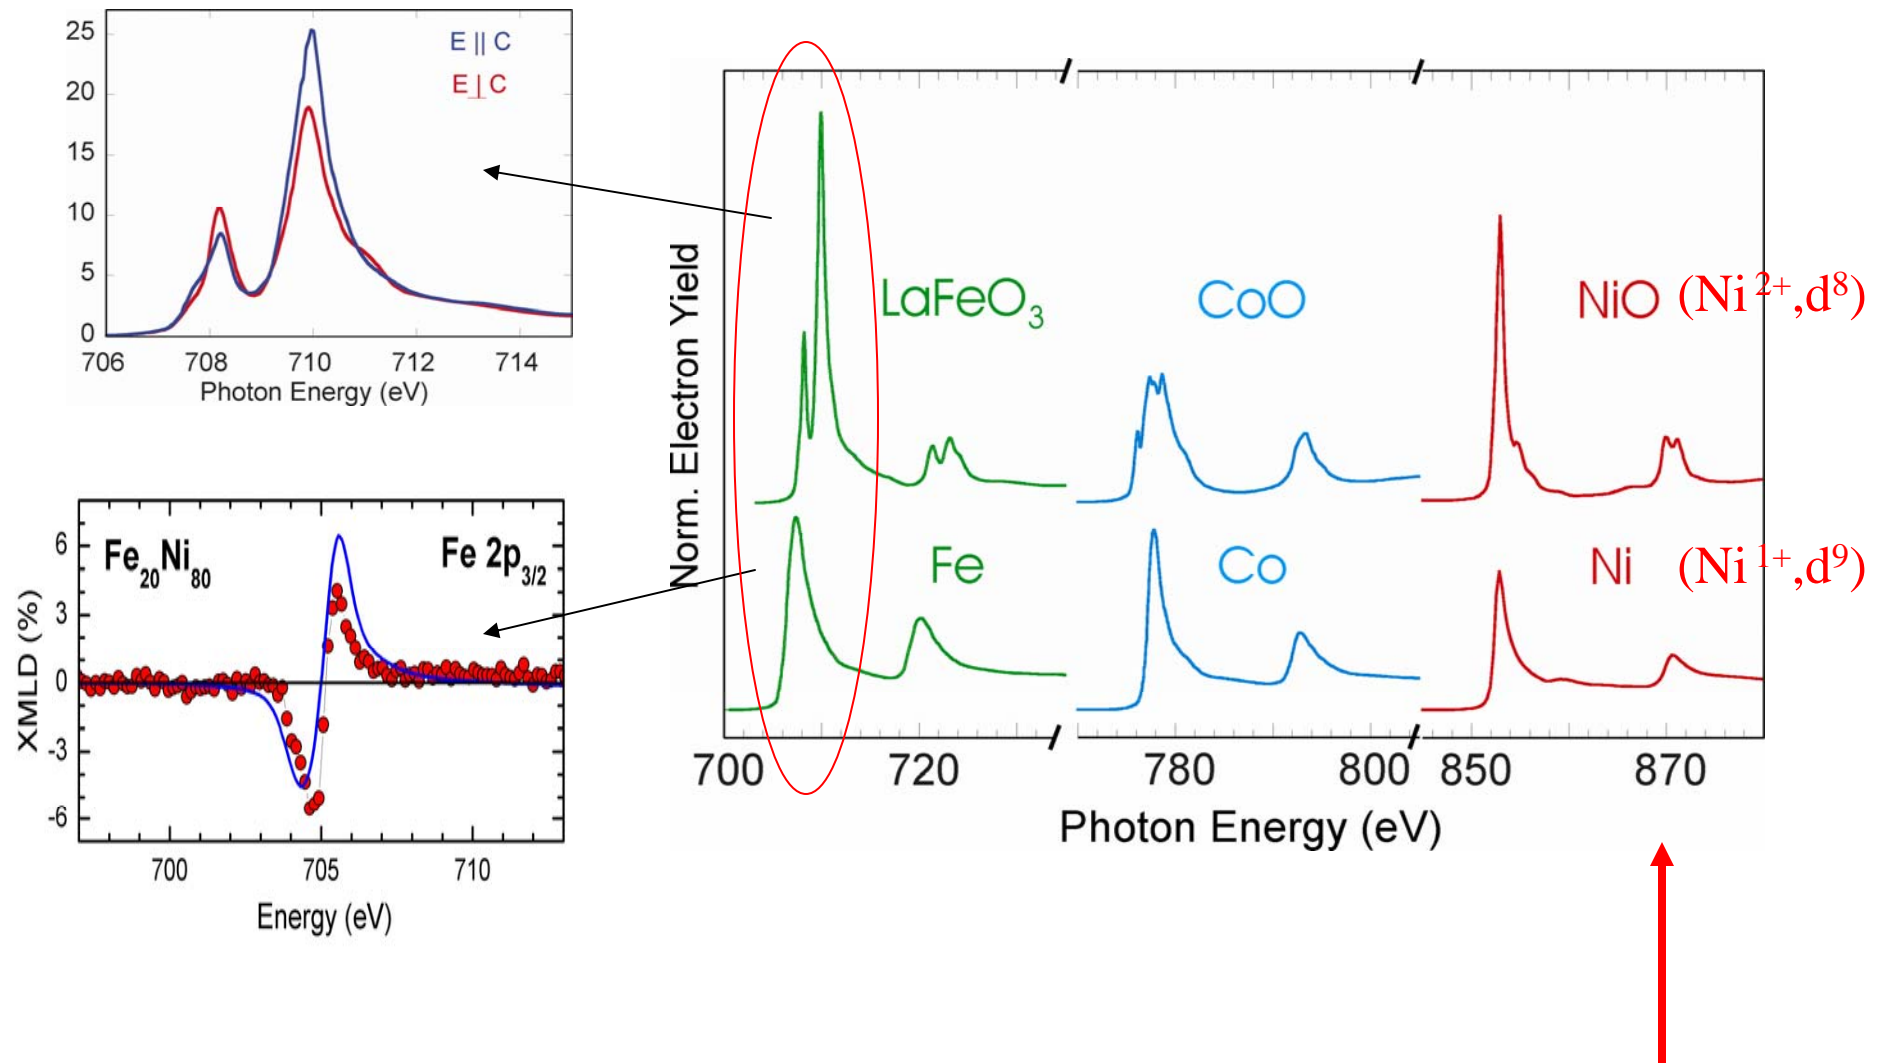 25
20
15
10
5
0
E || C
E⊥C
706 708 710 712 714
Photon Energy (eV)
Fe20Ni80
Fe 2p3/2
XMLD (%)
6
3
0
-3
-6
700 705 710
Energy (eV)
Norm. Electron Yield
LaFeO3
CoO
NiO (Ni 2+,d8)
Fe
Co
Ni (Ni 1+,d9)
700 720 780 800 850 870
Photon Energy (eV)